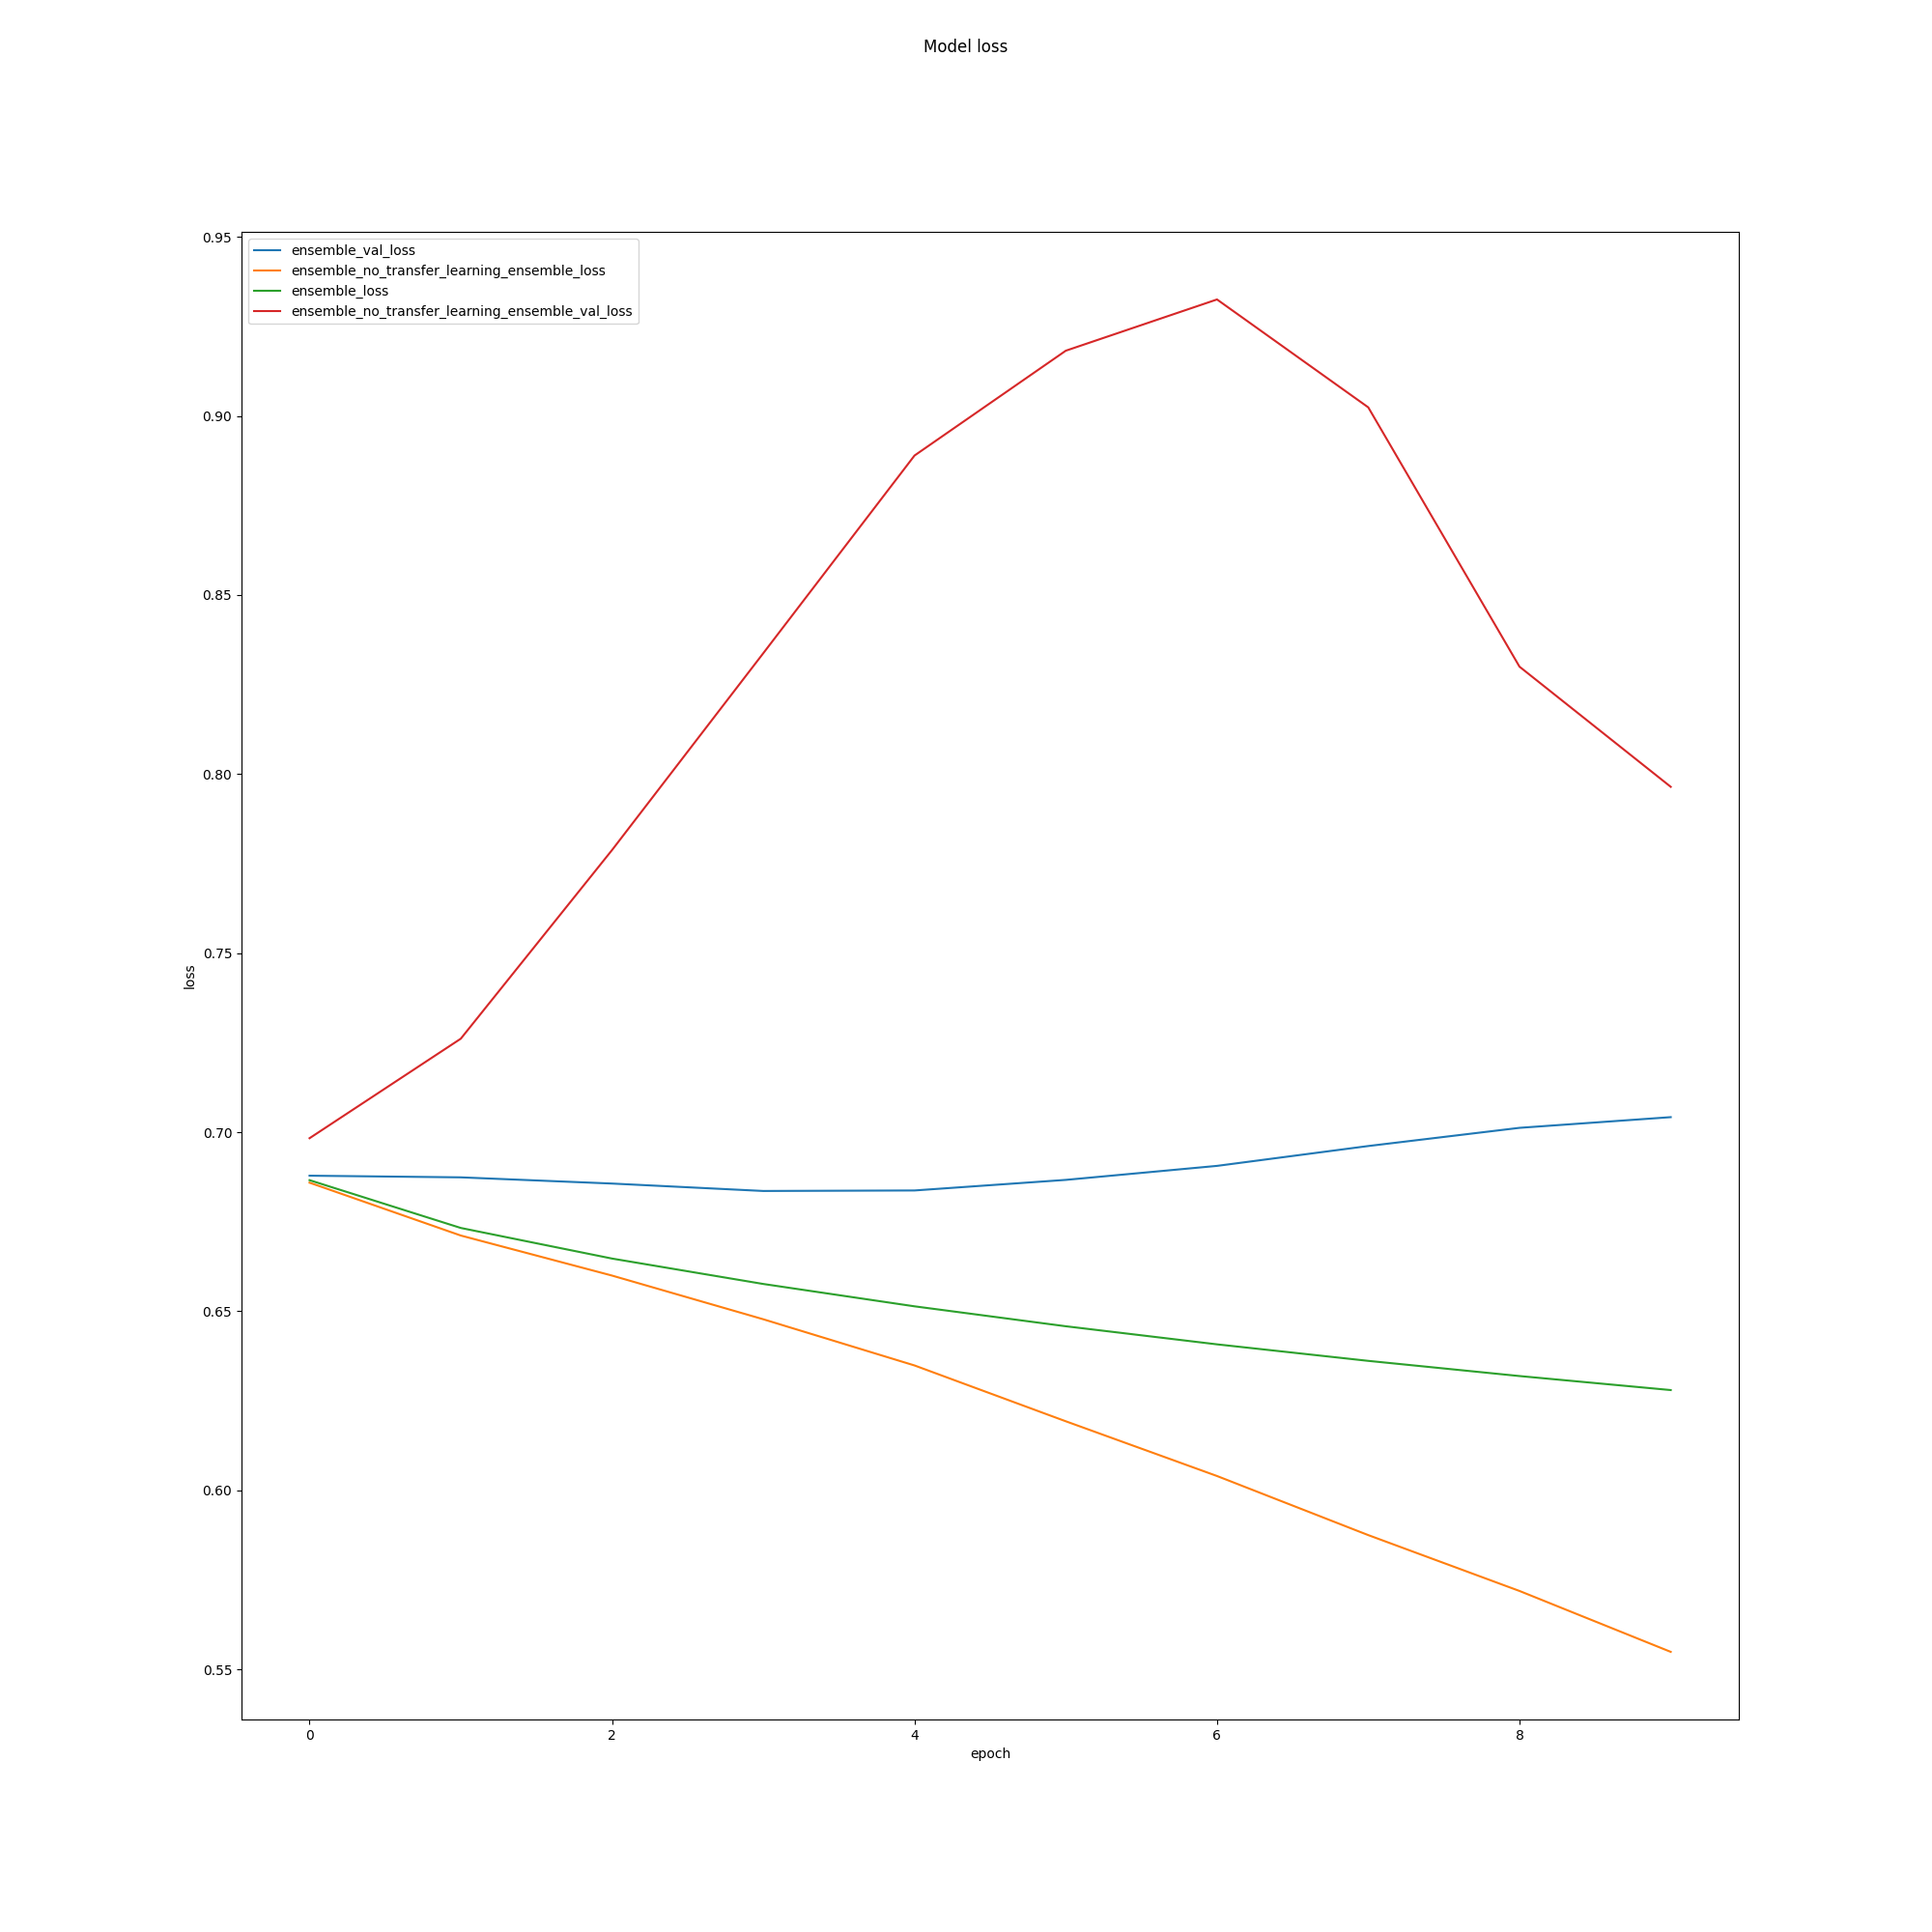 Model loss
ensemble_val_loss
ensemble_no_transfer_learning_ensemble_loss
ensemble_loss
ensemble_no_transfer_learning_ensemble_val_loss
0.95
0.90
0.85
0.80
0.75
0.70
0.65
0.60
0.55
loss
0 2 4 6 8
epoch